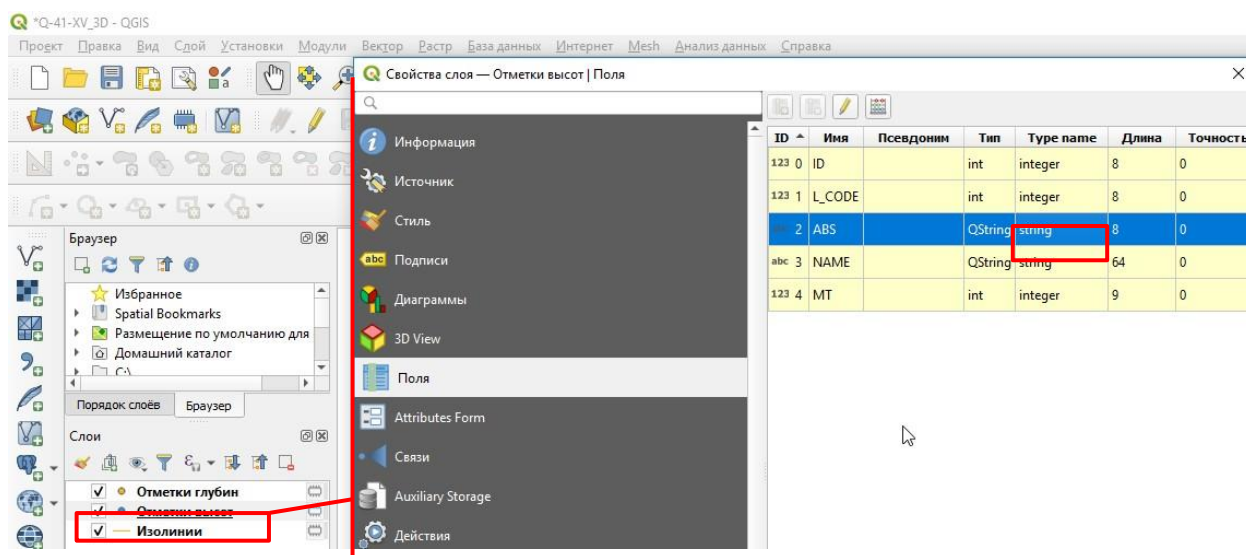 *Q-41-XV_3D - QGIS
Проект Правка Вид Слой Установки Модули Вектор Растр База данных Интернет Mesh Анализ данных Справка
Свойства слоя — Отметки высот | Поля
Информация
Источник
Стиль
abc Подписи
Диаграммы
3D View
Поля
Attributes Form
Связи
Auxiliary Storage
Действия
ID Имя Псевдоним Тип Type name Длина Точность
123 0 ID int integer 8 0
123 1 L_CODE int integer 8 0
2 ABS QString string 8 0
abc 3 NAME QString string 64 0
123 4 MT int integer 9 0
Браузер
Избранное
Spatial Bookmarks
Размещение по умолчанию для
Домашний каталог
C:\
Порядок слоёв Браузер
Слои
Отметки глубин
Отметки высот
Изолинии